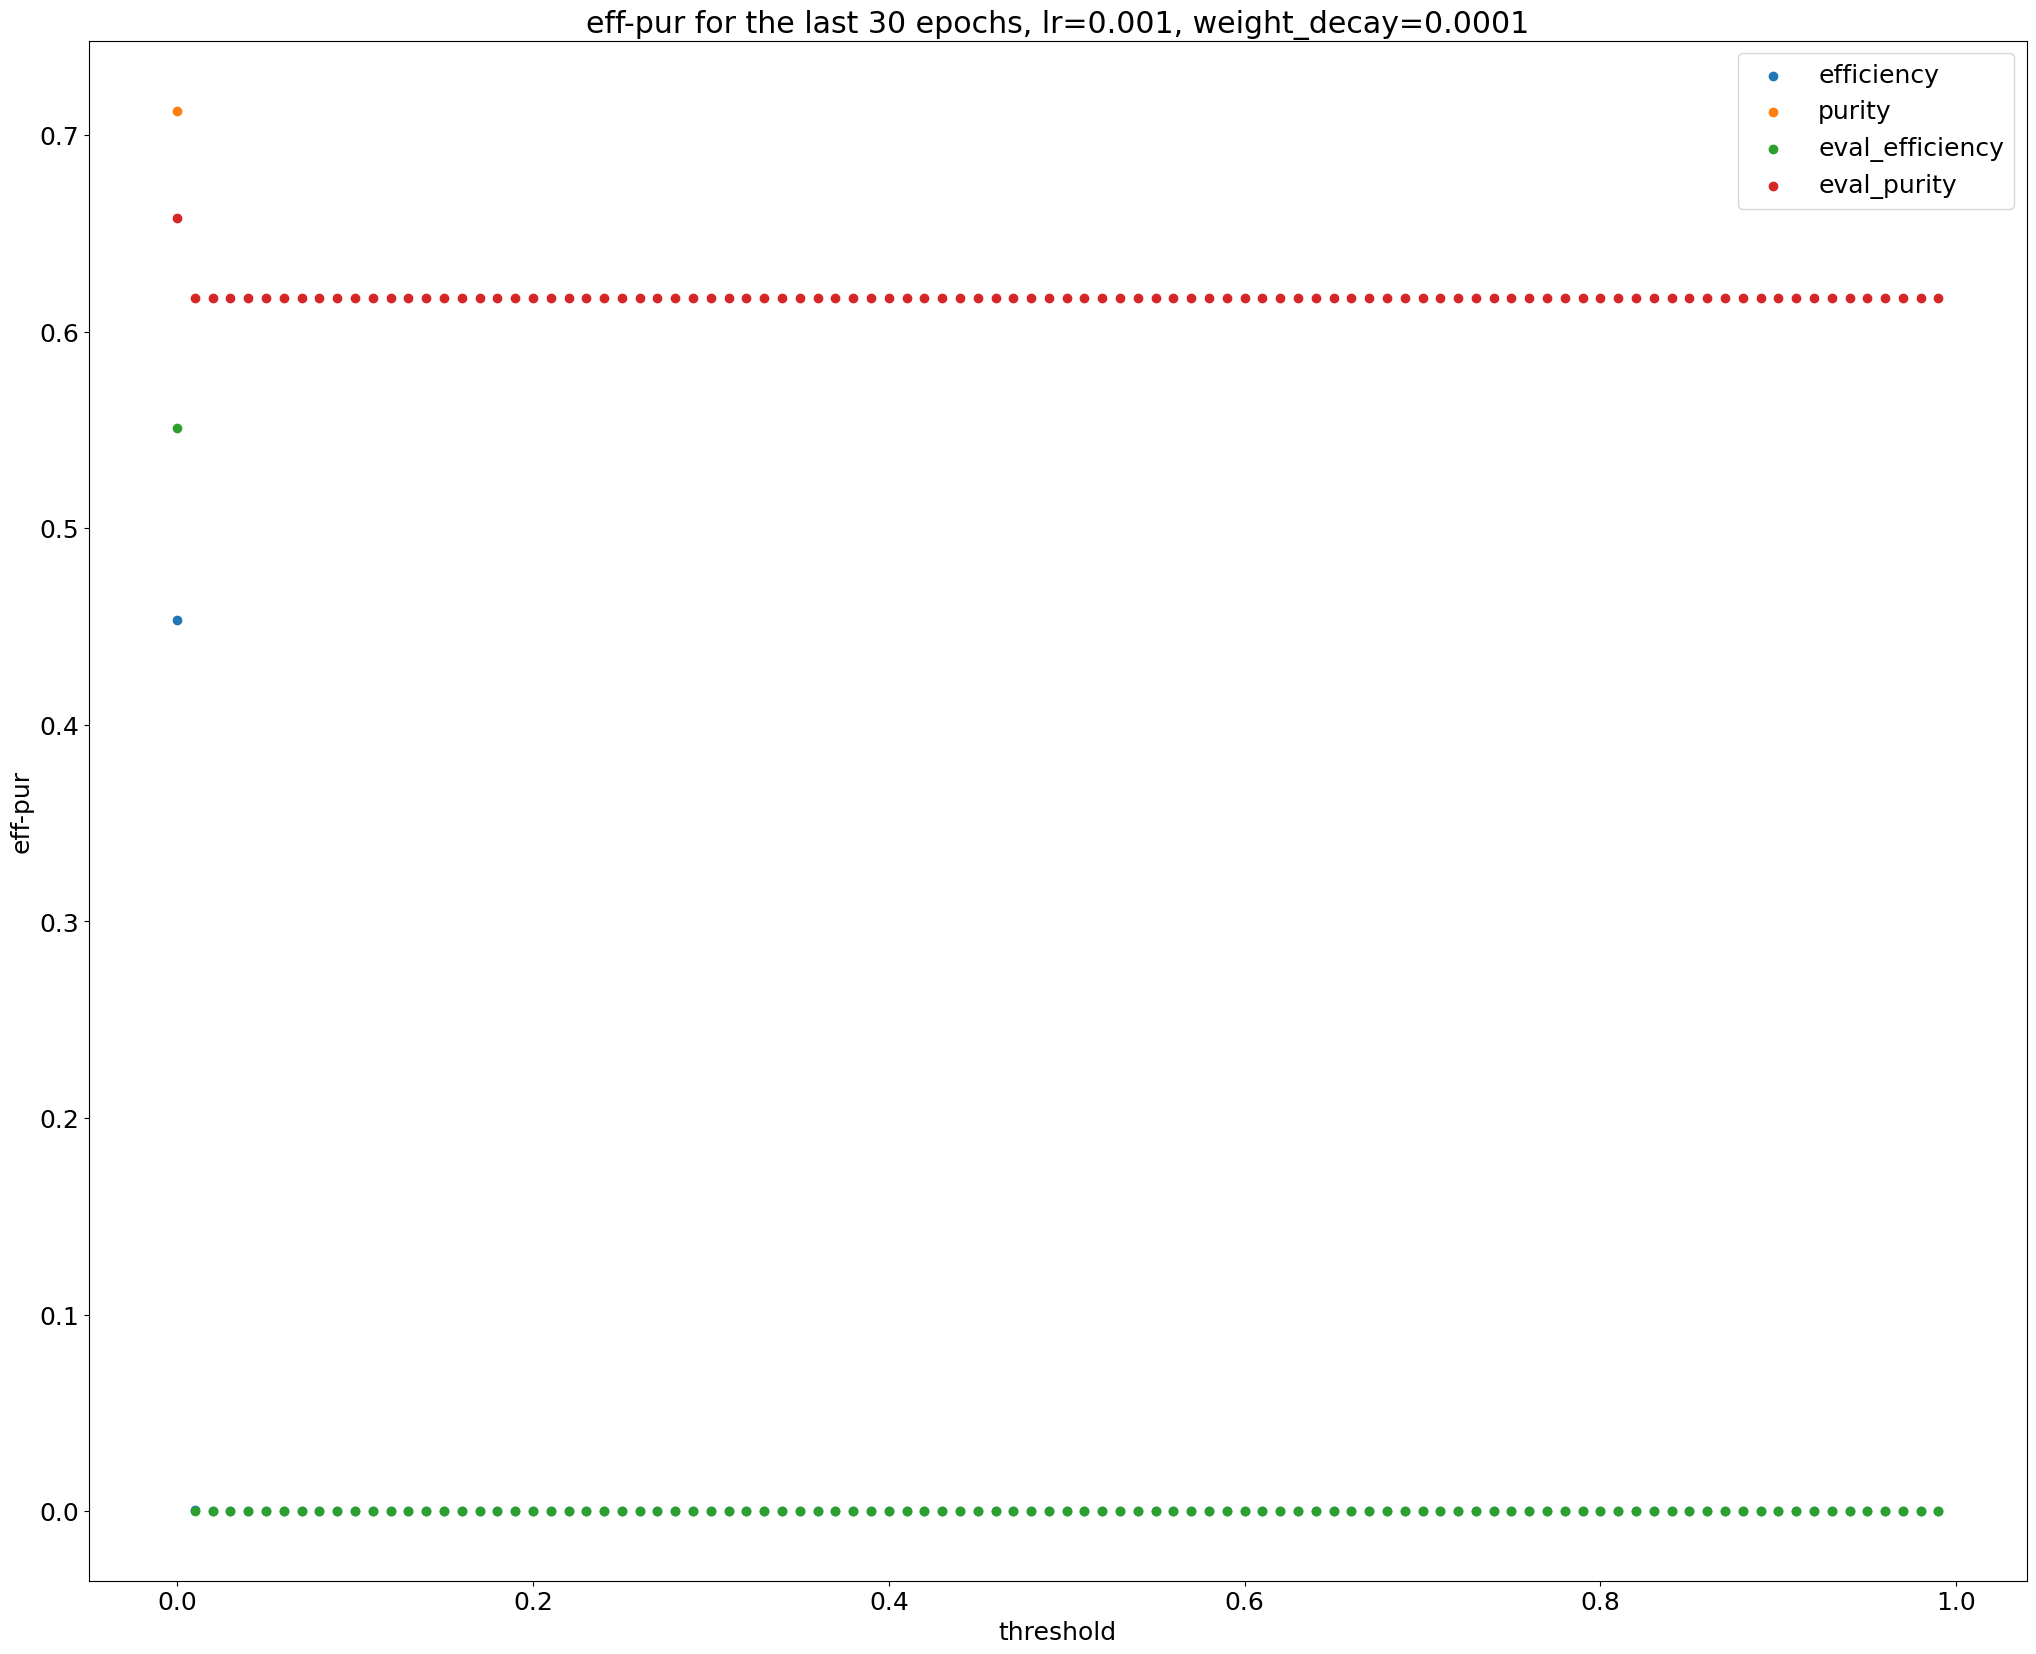 eff-pur for the last 30 epochs, lr=0.001, weight_decay=0.0001
efficiency
purity
eval_efficiency
eval_purity
0.7
0.6
0.5
0.4
0.3
0.2
0.1
0.0
eff-pur
0.0
0.2
0.4
0.6
0.8
1.0
threshold